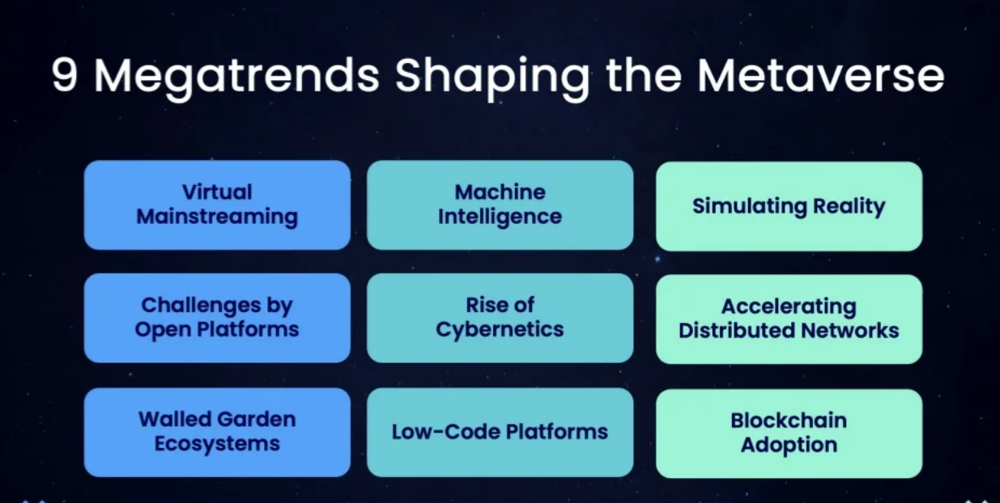 9 Megatrends Shaping the Metaverse
Virtual
Mainstreaming
Machine
Intelligence
Simulating Reality
Challenges by
Open Platforms
Rise of
Cybernetics
Accelerating
Distributed Networks
Walled Garden
Ecosystems
Low-Code Platforms
Blockchain
Adoption